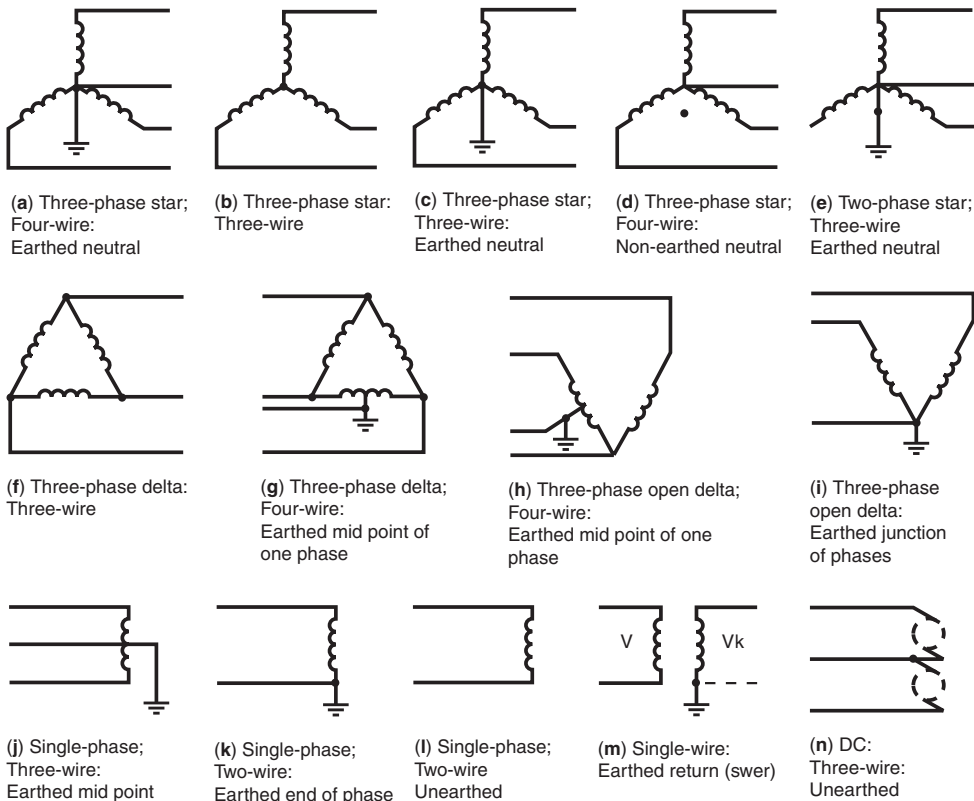 (a) Three-phase star;
Four-wire:
Earthed neutral
(b) Three-phase star:
Three-wire
(c) Three-phase star;
Three-wire:
Earthed neutral
(d) Three-phase star;
Four-wire:
Non-earthed neutral
(e) Two-phase star;
Three-wire
Earthed neutral
(f) Three-phase delta:
Three-wire
(g) Three-phase delta;
Four-wire:
Earthed mid point of
one phase
(h) Three-phase open delta;
Four-wire:
Earthed mid point of one
phase
(i) Three-phase
open delta:
Earthed junction
of phases
(j) Single-phase;
Three-wire:
Earthed mid point
(k) Single-phase;
Two-wire:
Earthed end of phase
(l) Single-phase;
Two-wire
Unearthed
V
Vk
(m) Single-wire:
Earthed return (swer)
(n) DC:
Three-wire:
Unearthed